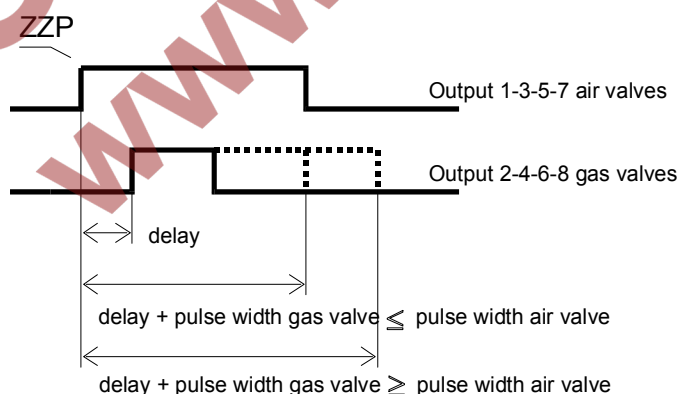 ZZP
Output 1-3-5-7 air valves
Output 2-4-6-8 gas valves
delay
delay + pulse width gas valve ≤ pulse width air valve
delay + pulse width gas valve ≥ pulse width air valve
www